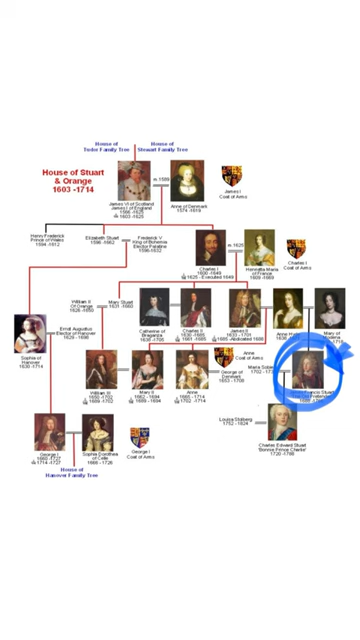 House of
Tudor Family Tree
House of
Stewart Family Tree
House of Stuart
& Orange
1603 -1714
m.1589
James VI of Scotland
James I of England
1566 -1625
1603 -1625
Anne of Denmark
1574 -1619
James I
Coat of Arms
Henry Frederick
Prince of Wales
1594 -1612
Elizabeth Stuart
1596 -1662
Frederick V
King of Bohemia
Elector Palatine
1596-1632
Charles I
1600 -1649
1625 - Executed 1649
m.1625
Henrietta Maria
of France
1609 -1669
Charles I
Coat of Arms
William II
Of Orange
1626 -1650
Mary Stuart
1631 -1660
Ernst Augustus
Elector of Hanover
1629 - 1698
Sophie of
Hanover
1630 -1714
Catherine of
Braganza
1638 -1705
Charles II
1630 -1685
1661 -1685
James II
1633 - 1701
1685 -Abdicated 1688
Mary of
William III
1650 -1702
1689 -1702
Mary II
1662 - 1694
1689 - 1694
Anne
1665 - 1714
1702 - 1714
Anne
Coat of Arms
George of
Denmark
1653 - 1708
Louisa Stolberg
1752 - 1824
Charles Edward Stuart
'Bonnie Prince Charlie'
1720 -1788
George I
1660 -1727
1714 -1727
Sophia Dorothea
of Celle
1666 - 1726
George I
Coat of Arms
House of
Hanover Family Tree